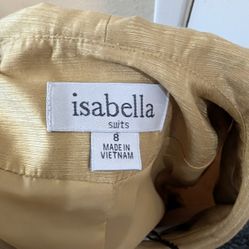 isabella
suits
8
MADE IN
VIETNAM